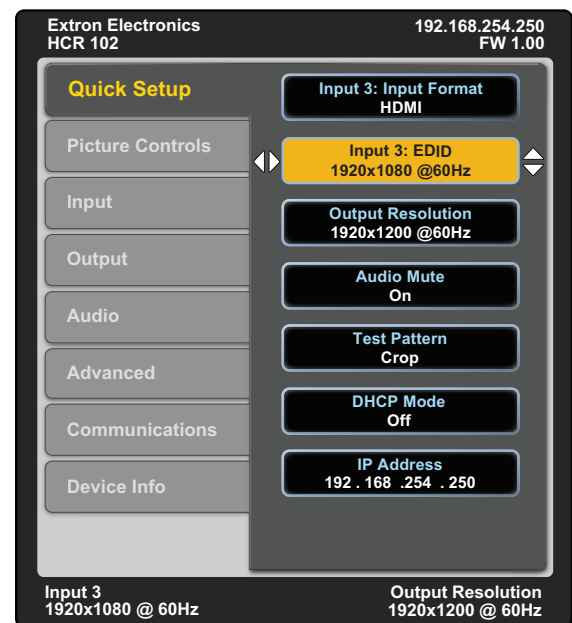 Extron Electronics
HCR 102
192.168.254.250
FW 1.00
Quick Setup
Picture Controls
Input
Output
Audio
Advanced
Communications
Device Info
Input 3: Input Format
HDMI
Input 3: EDID
1920x1080 @60Hz
Output Resolution
1920x1200 @60Hz
Audio Mute
On
Test Pattern
Crop
DHCP Mode
Off
IP Address
192 . 168 .254 . 250
Input 3
1920x1080 @ 60Hz
Output Resolution
1920x1200 @ 60Hz